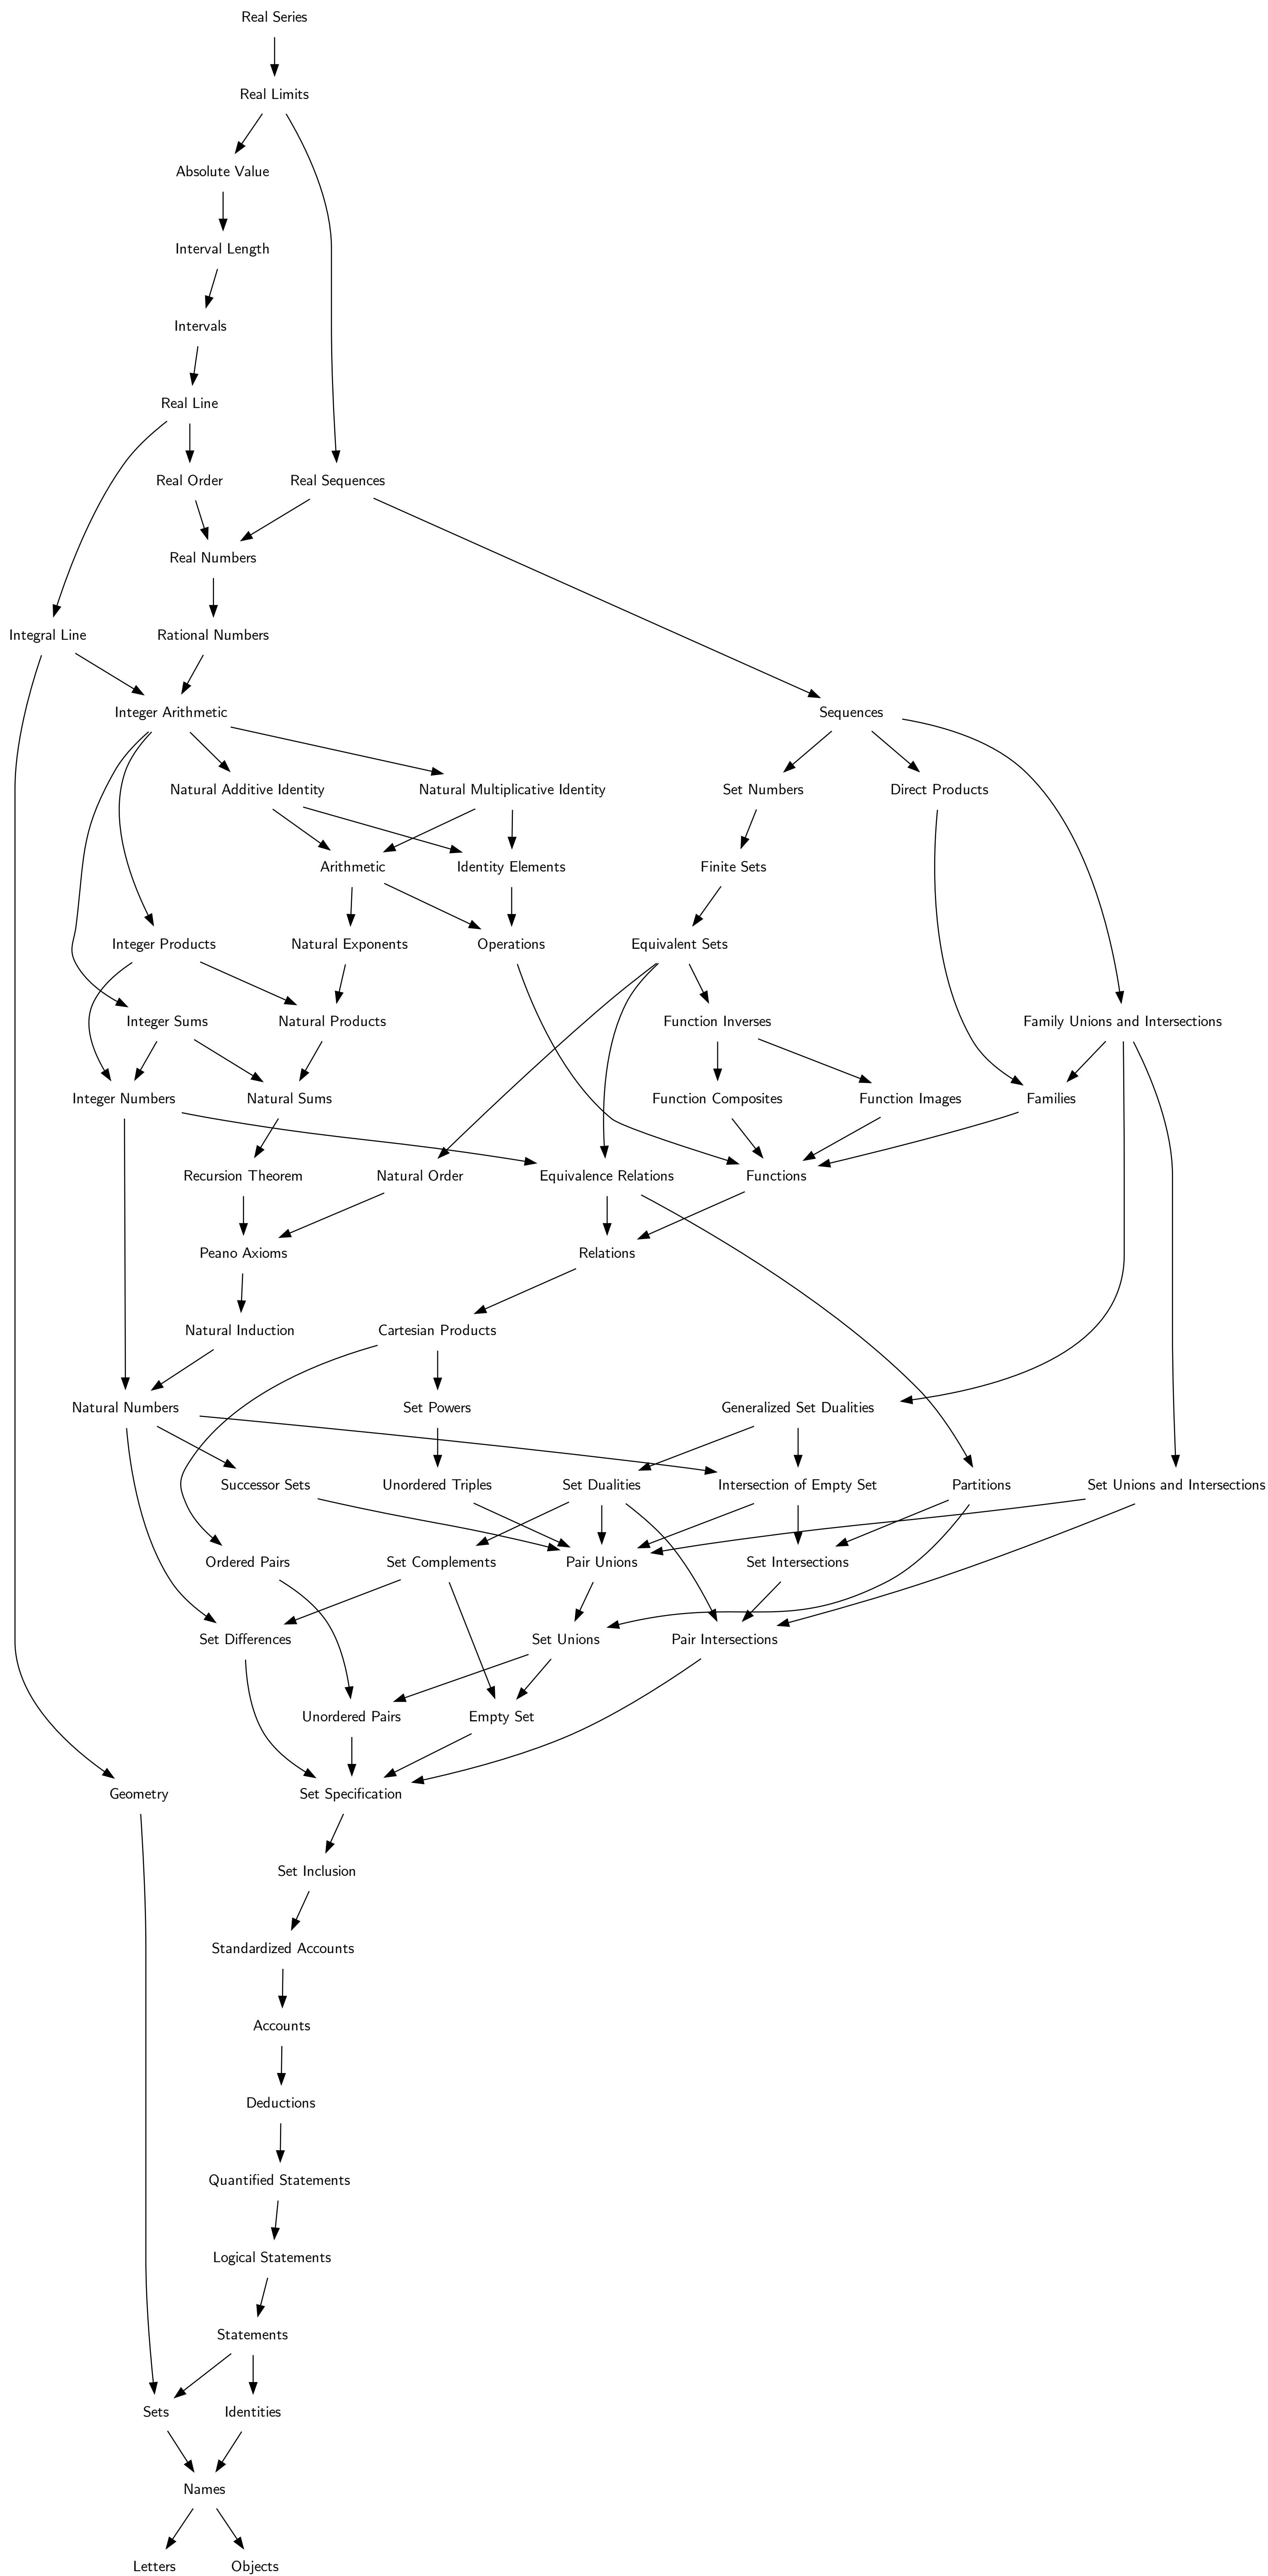 Real Series
Real Limits
Absolute Value
Interval Length
Intervals
Real Line
Real Order
Real Sequences
Real Numbers
Integral Line
Rational Numbers
Integer Arithmetic
Sequences
Natural Additive Identity
Natural Multiplicative Identity
Set Numbers
Direct Products
Arithmetic
Identity Elements
Finite Sets
Integer Products
Natural Exponents
Operations
Equivalent Sets
Integer Sums
Natural Products
Function Inverses
Family Unions and Intersections
Integer Numbers
Natural Sums
Function Composites
Function Images
Families
Recursion Theorem
Natural Order
Equivalence Relations
Functions
Peano Axioms
Relations
Natural Induction
Cartesian Products
Natural Numbers
Set Powers
Generalized Set Dualities
Successor Sets
Unordered Triples
Set Dualities
Intersection of Empty Set
Partitions
Set Unions and Intersections
Ordered Pairs
Set Complements
Pair Unions
Set Intersections
Set Differences
Set Unions
Pair Intersections
Unordered Pairs
Empty Set
Geometry
Set Specification
Set Inclusion
Standardized Accounts
Accounts
Deductions
Quantified Statements
Logical Statements
Statements
Sets
Identities
Names
Letters
Objects